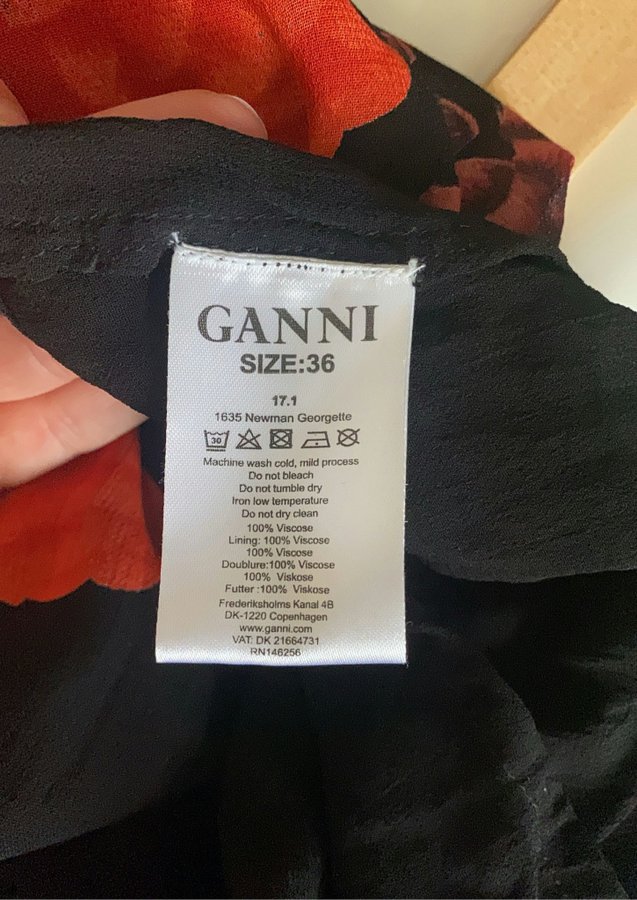 GANNI
SIZE:36
17.1
1635 Newman Georgette
30
Machine wash cold, mild process
Do not bleach
Do not tumble dry
Iron low temperature
Do not dry clean
100% Viscose
Lining: 100% Viscose
100% Viscose
Doublure:100% Viscose
100% Viskose
Futter :100% Viskose
Frederiksholms Kanal 4B
DK-1220 Copenhagen
www.ganni.com
VAT: DK 21664731
RN146256